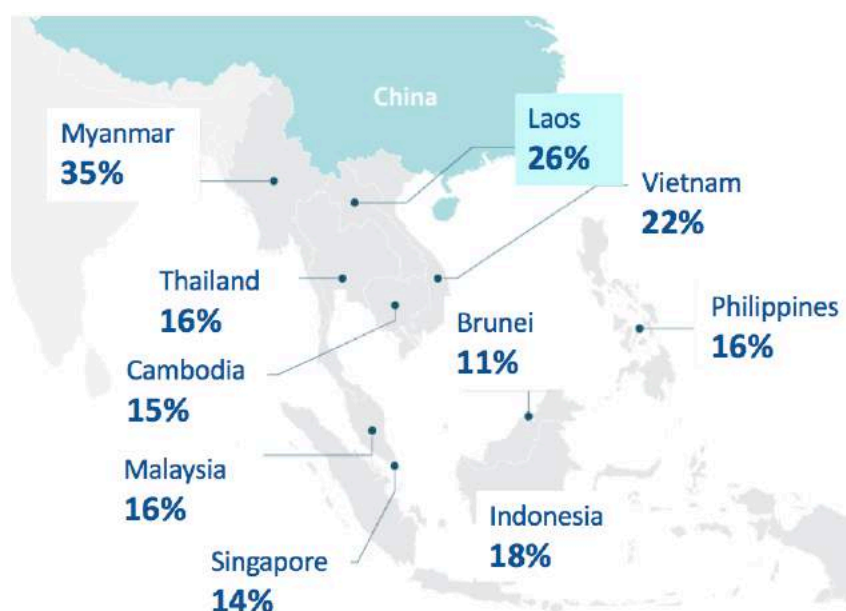 China
Myanmar
35%
Laos
26%
Vietnam
22%
Thailand
16%
Brunei
11%
Philippines
16%
Cambodia
15%
Malaysia
16%
Indonesia
18%
Singapore
14%